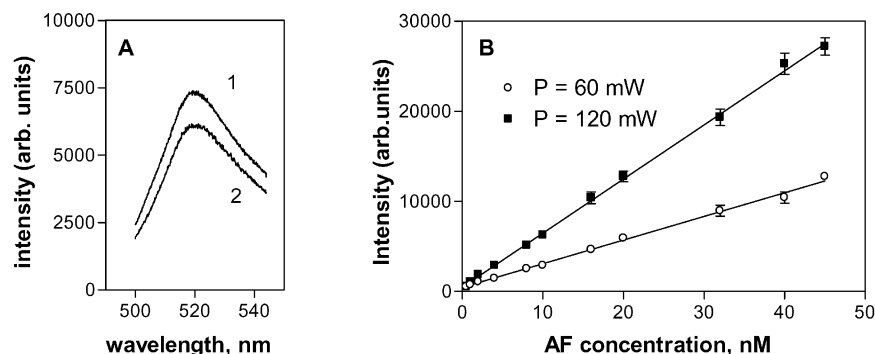 A
intensity (arb. units)
10000
7500
5000
2500
0
1
2
500 520 540
wavelength, nm
B
Intensity (arb.units)
30000
20000
10000
0
P = 60 mW
P = 120 mW
0 10 20 30 40 50
AF concentration, nM